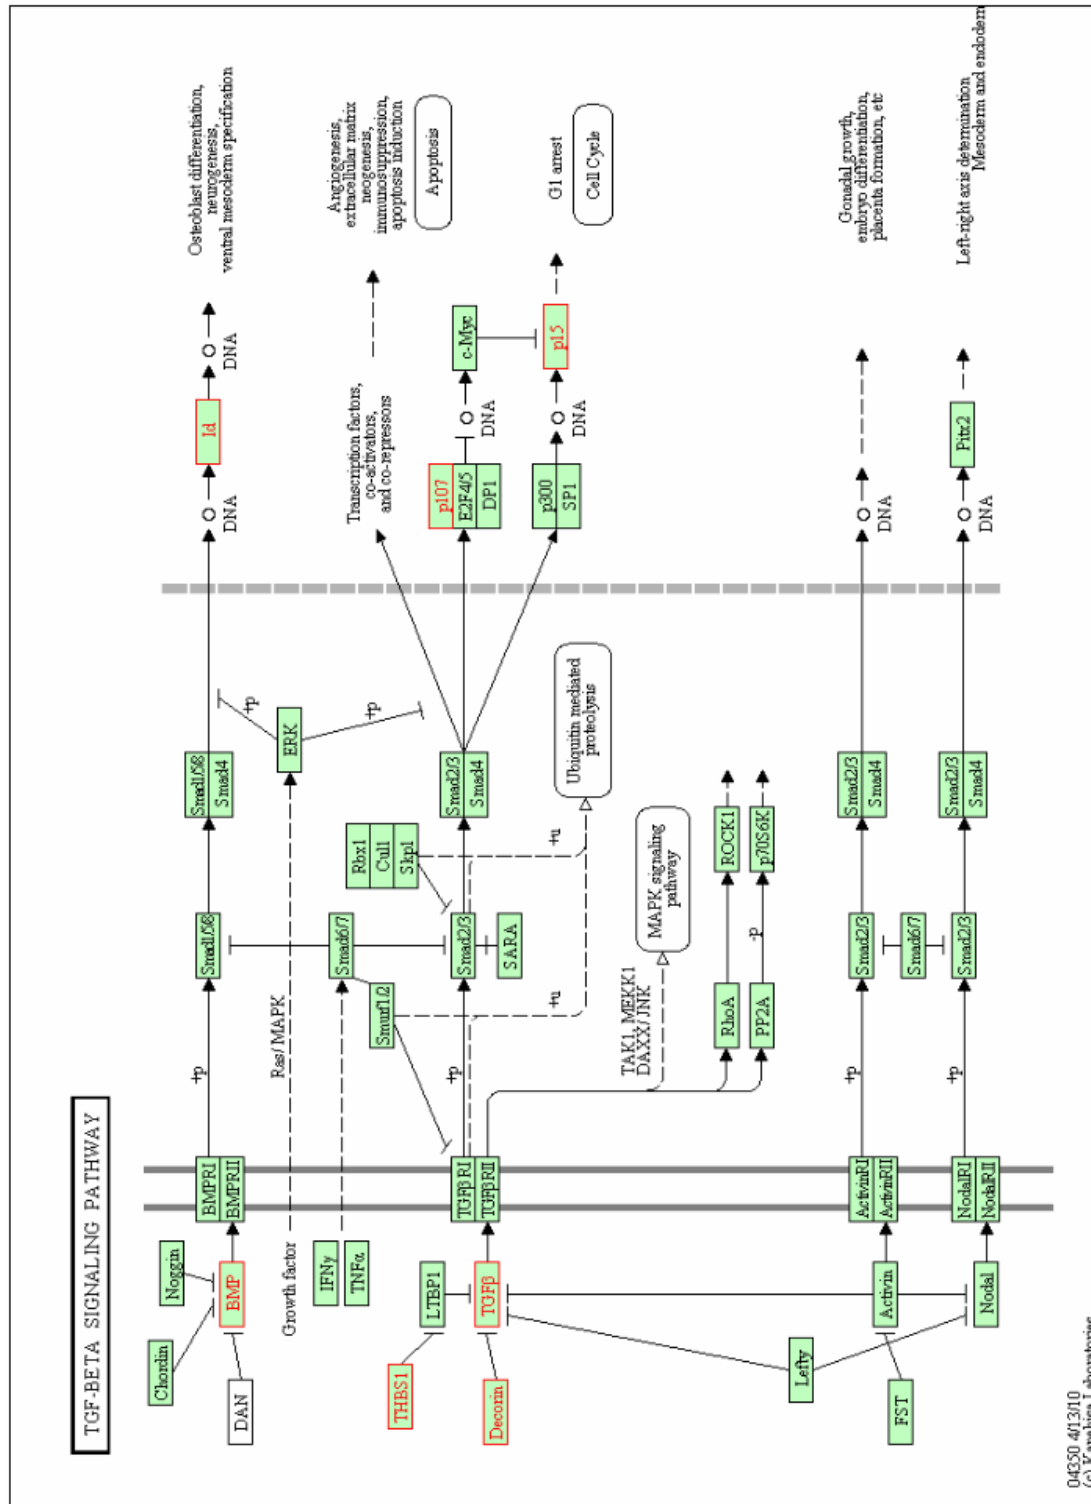 TGF-BETA SIGNALING PATHWAY
Chordin
Noggin
DAN
BMP
BMPRI
BMPRII
+p
Smad1/5/8
Smad1/5/8
Smad4
DNA
Id
DNA
Osteoblast differentiation,
neurogenesis,
ventral mesoderm specification
Growth factor
Ras/MAPK
ERK
+p
+p
IFNγ
TNFα
Smad6/7
Smurf1/2
Rbx1
Cul1
Skp1
THBS1
LTBP1
Decorin
TGFβ
TGFβ RI
TGFβ RII
+p
Smad2/3
SARA
Smad2/3
Smad4
+u
+u
Ubiquitin mediated
proteolysis
Transcription factors,
co-activators,
and co-repressors
Angiogenesis,
extracellular matrix
neogenesis,
immunosuppression,
apoptosis induction
Apoptosis
p107
E2F4/5
DP1
DNA
c-Myc
p300
SP1
DNA
p15
G1 arrest
Cell Cycle
TAK1, MEKK1
DAXX/JNK
MAPK signaling
pathway
RhoA
ROCK1
PP2A
-p
p70S6K
Lefty
FST
Activin
ActivinRI
ActivinRII
+p
Smad2/3
Smad2/3
Smad4
DNA
Gonadal growth,
embryo differentiation,
placenta formation, etc
Smad6/7
Nodal
NodalRI
NodalRII
+p
Smad2/3
Smad2/3
Smad4
DNA
Pitx2
Left-right axis determination
Mesoderm and endoderm
04350 4/13/10
(c) Kanehisa Laboratories